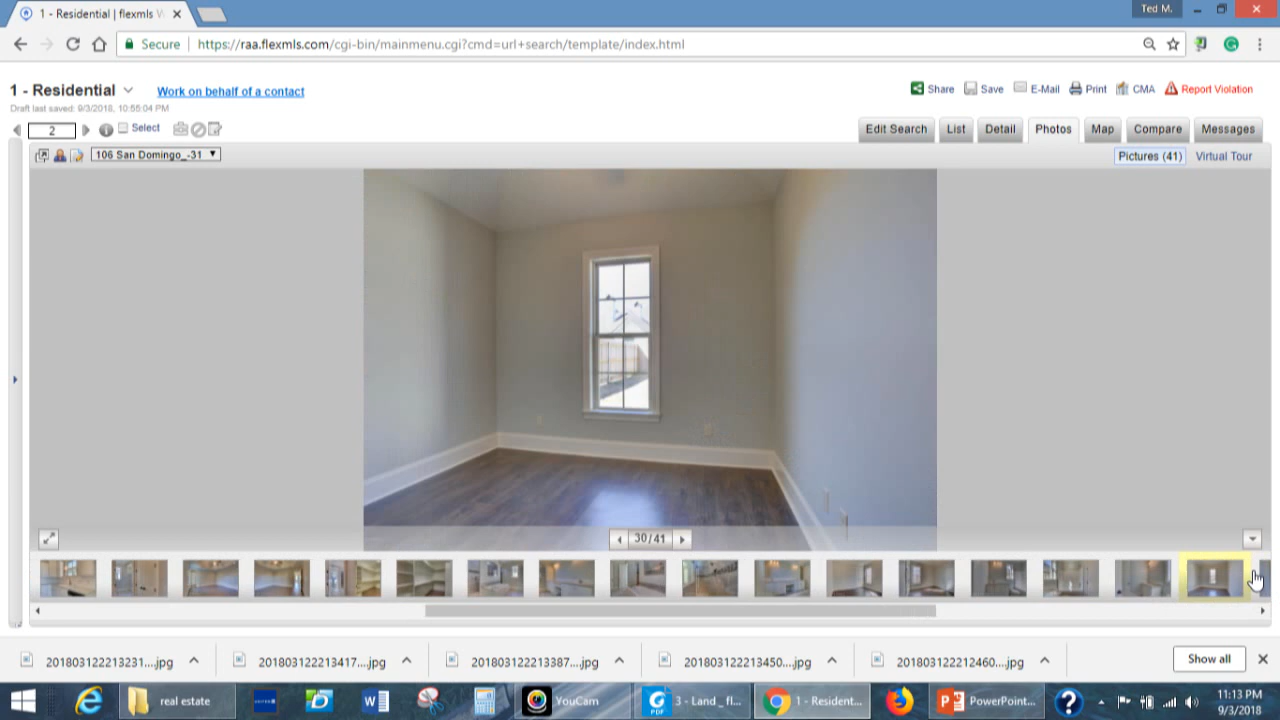 1 - Residential | flexmls W
Ted M.
Secure
https://raa.flexmls.com/cgi-bin/mainmenu.cgi?cmd=url+search/template/index.html
1 - Residential
Work on behalf of a contact
Share
Save
E-Mail
Print
CMA
Report Violation
Draft last saved: 9/3/2018, 10:55:04 PM
2
Select
Edit Search
List
Detail
Photos
Map
Compare
Messages
106 San Domingo_-31
Pictures (41)
Virtual Tour
30/41
201803122213231....jpg
201803122213417....jpg
201803122213387....jpg
201803122213450....jpg
201803122212460....jpg
Show all
real estate
YouCam
3 - Land _ fl...
1 - Resident...
PowerPoint...
11:13 PM
9/3/2018